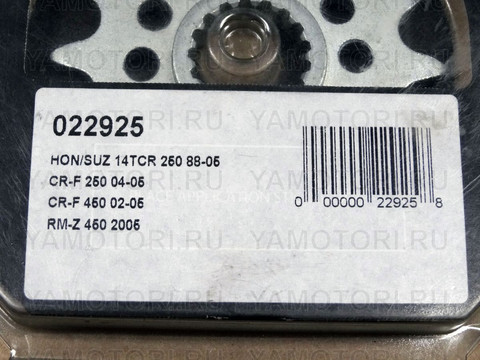 YAMOTORI.RU
022925
HON/SUZ 14TCR 250 88-05
CR-F 250 04-05
CR-F 450 02-05
RM-Z 450 2005
0 00000 22925 8